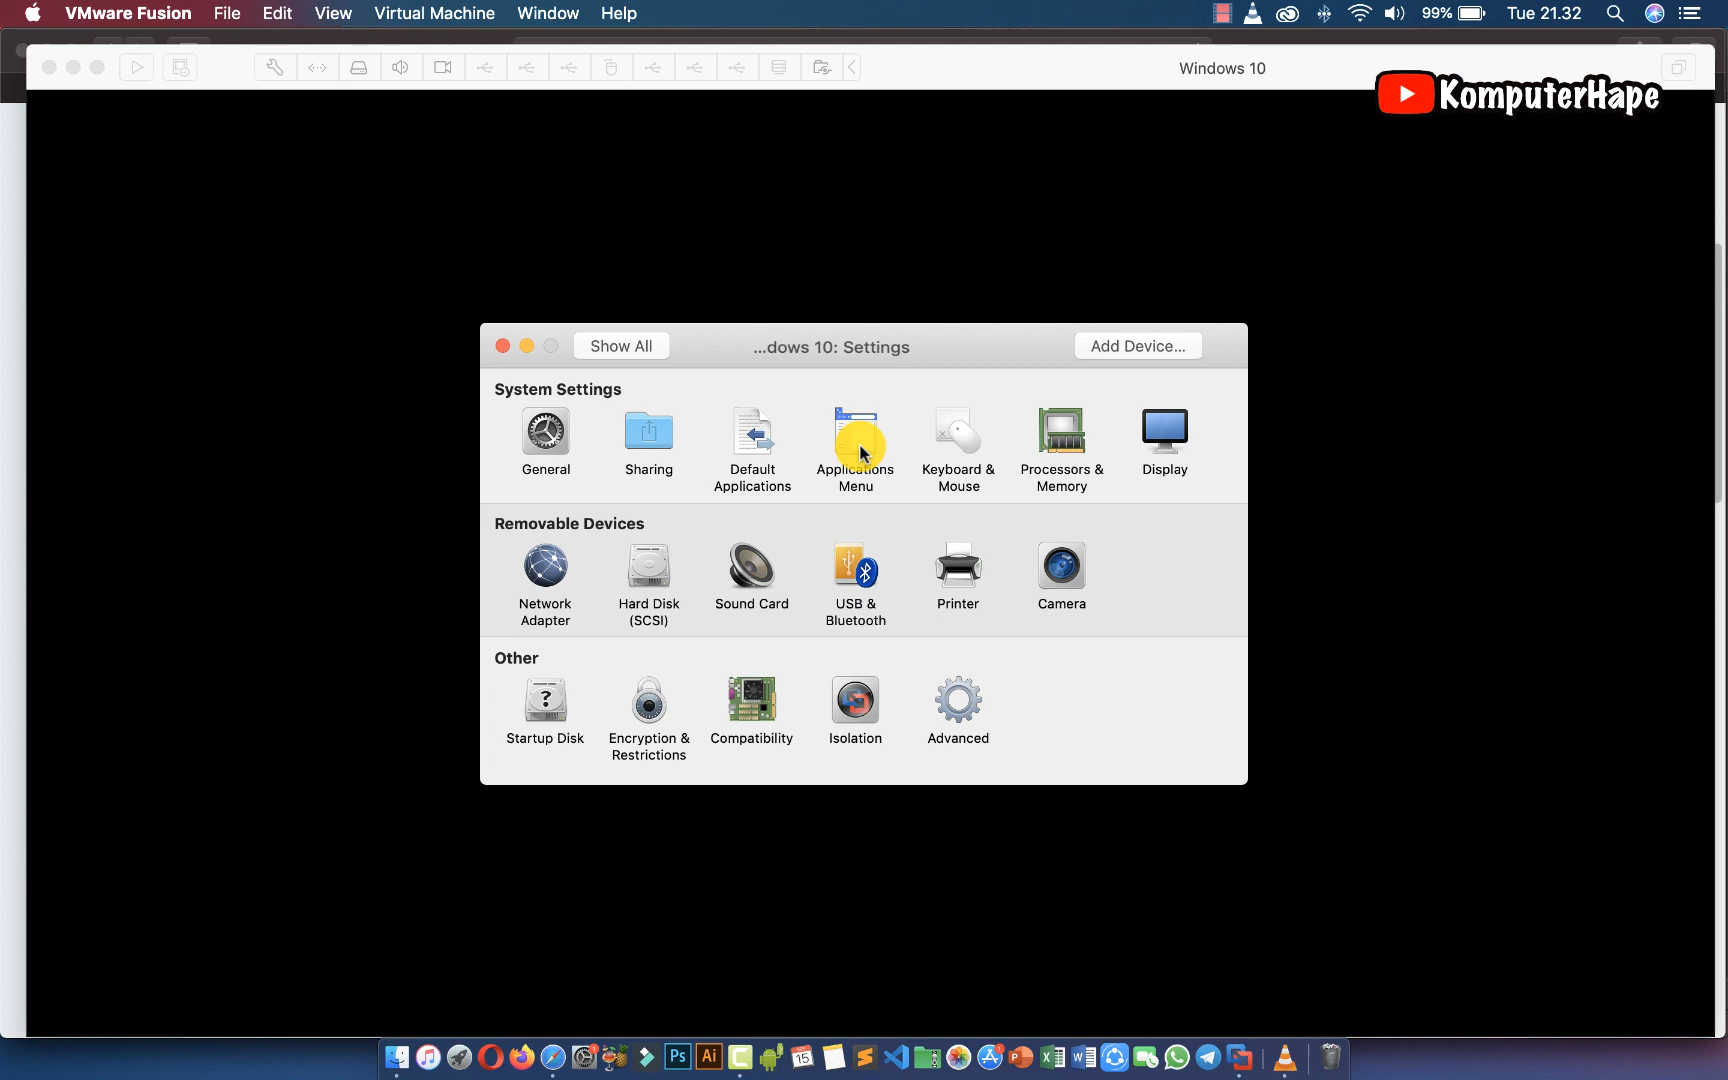 VMware Fusion File Edit View Virtual Machine Window Help 99% Tue 21.32
Windows 10
KomputerHape
Show All ...dows 10: Settings Add Device...
System Settings
General Sharing Default Applications Applications Menu Keyboard & Mouse Processors & Memory Display
Removable Devices
Network Adapter Hard Disk (SCSI) Sound Card USB & Bluetooth Printer Camera
Other
Startup Disk Encryption & Restrictions Compatibility Isolation Advanced
Ps Ai 15